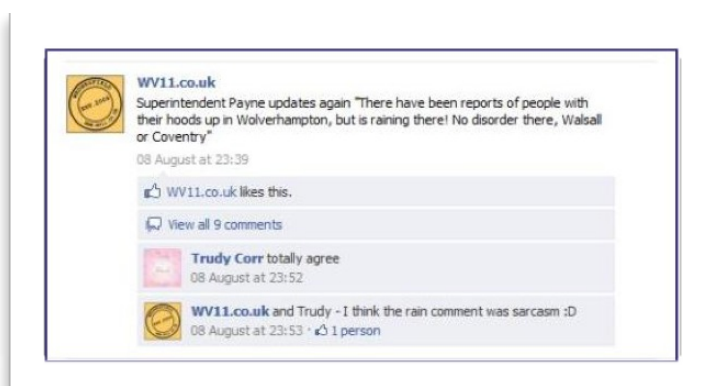 WV11.co.uk
Superintendent Payne updates again "There have been reports of people with
their hoods up in Wolverhampton, but is raining there! No disorder there, Walsall
or Coventry"
08 August at 23:39
WV11.co.uk likes this.
View all 9 comments
Trudy Corr totally agree
08 August at 23:52
WV11.co.uk and Trudy - I think the rain comment was sarcasm :D
08 August at 23:53 · 1 person